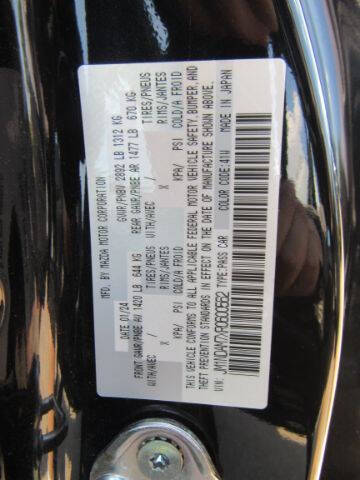 MFD. BY MAZDA MOTOR CORPORATION
DATE 01/24 GVWR/PNBV 2892 LB 1312 KG
FRONT GAWR/PNBE AV 1420 LB 644 KG REAR GAWR/PNBE AR 1477 LB 670 KG
WITH/AVEC TIRES/PNEUS WITH/AVEC TIRES/PNEUS
X RIMS/JANTES X RIMS/JANTES
KPA/ PSI COLD/A FROID KPA/ PSI COLD/A FROID
THIS VEHICLE CONFORMS TO ALL APPLICABLE FEDERAL MOTOR VEHICLE SAFETY, BUMPER, AND
THEFT PREVENTION STANDARDS IN EFFECT ON THE DATE OF MANUFACTURE SHOWN ABOVE.
VIN: TYPE:PASS CAR COLOR CODE:41W MADE IN JAPAN